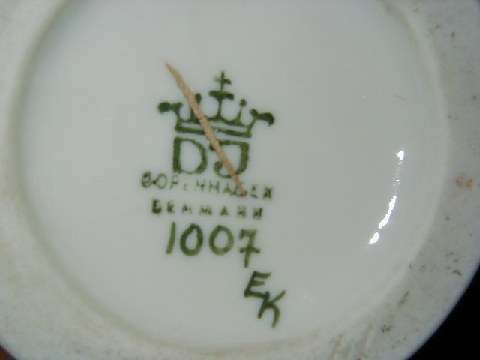 DJ
COPENHAGEN
DENMARK
1007
EK